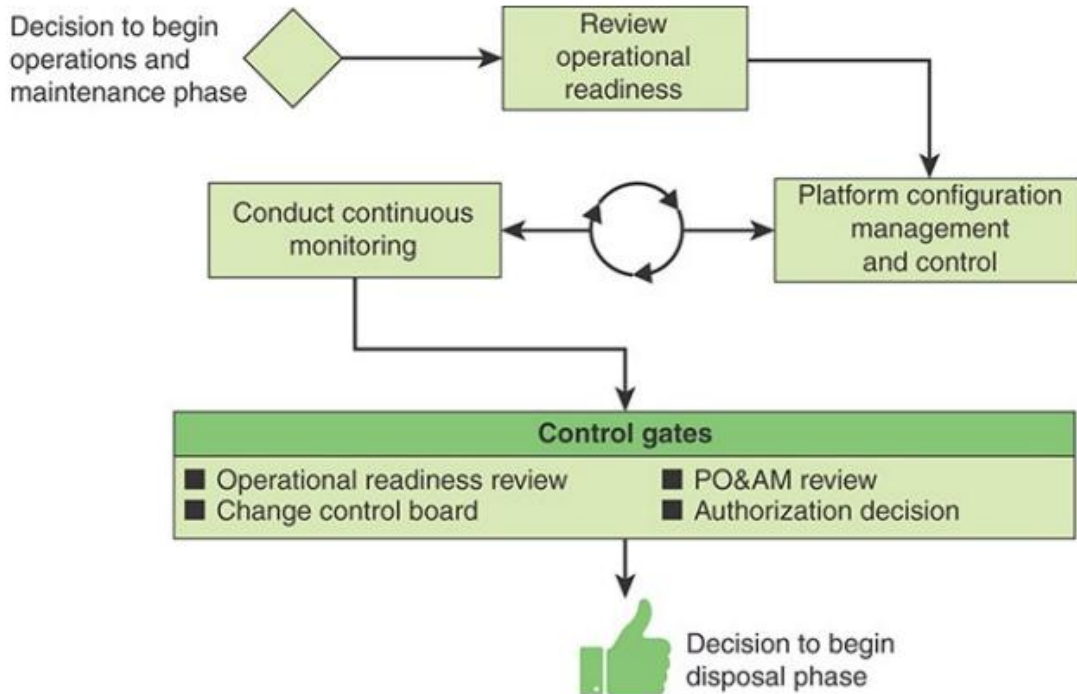 Decision to begin
operations and
maintenance phase
Review
operational
readiness
Conduct continuous
monitoring
Platform configuration
management
and control
Control gates
■ Operational readiness review
■ Change control board
■ PO&AM review
■ Authorization decision
Decision to begin
disposal phase